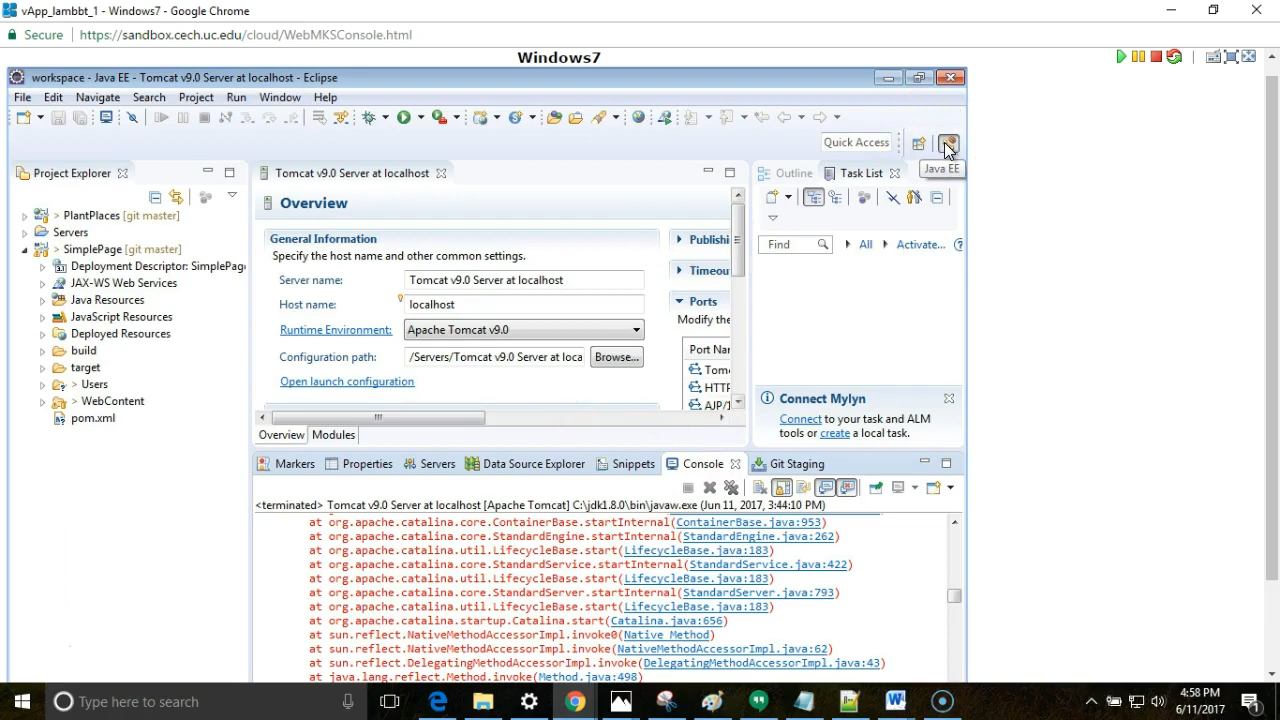 vApp_lambbt_1 - Windows7 - Google Chrome
Secure
https://sandbox.cech.uc.edu/cloud/WebMKSConsole.html
Windows7
workspace - Java EE - Tomcat v9.0 Server at localhost - Eclipse
File Edit Navigate Search Project Run Window Help
Quick Access
Java EE
Project Explorer
> PlantPlaces [git master]
Servers
> SimplePage [git master]
Deployment Descriptor: SimplePag
JAX-WS Web Services
Java Resources
JavaScript Resources
Deployed Resources
build
target
> Users
> WebContent
pom.xml
Tomcat v9.0 Server at localhost
Overview
General Information
Specify the host name and other common settings.
Server name: Tomcat v9.0 Server at localhost
Host name: localhost
Runtime Environment: Apache Tomcat v9.0
Configuration path: /Servers/Tomcat v9.0 Server at loca Browse...
Open launch configuration
Publishi
Timeou
Ports
Modify the
Port Nar
Tome
HTTP
AJP/1
Overview Modules
Outline Task List
Find All Activate...
Connect Mylyn
Connect to your task and ALM
tools or create a local task.
Markers Properties Servers Data Source Explorer Snippets Console Git Staging
<terminated> Tomcat v9.0 Server at localhost [Apache Tomcat] C:\jdk1.8.0\bin\javaw.exe (Jun 11, 2017, 3:44:10 PM)
at org.apache.catalina.core.ContainerBase.startInternal(ContainerBase.java:953)
at org.apache.catalina.core.StandardEngine.startInternal(StandardEngine.java:262)
at org.apache.catalina.util.LifecycleBase.start(LifecycleBase.java:183)
at org.apache.catalina.core.StandardService.startInternal(StandardService.java:422)
at org.apache.catalina.util.LifecycleBase.start(LifecycleBase.java:183)
at org.apache.catalina.core.StandardServer.startInternal(StandardServer.java:793)
at org.apache.catalina.util.LifecycleBase.start(LifecycleBase.java:183)
at org.apache.catalina.startup.Catalina.start(Catalina.java:656)
at sun.reflect.NativeMethodAccessorImpl.invoke0(Native Method)
at sun.reflect.NativeMethodAccessorImpl.invoke(NativeMethodAccessorImpl.java:62)
at sun.reflect.DelegatingMethodAccessorImpl.invoke(DelegatingMethodAccessorImpl.java:43)
at java.lang.reflect.Method.invoke(Method.java:498)
Type here to search
4:58 PM
6/11/2017